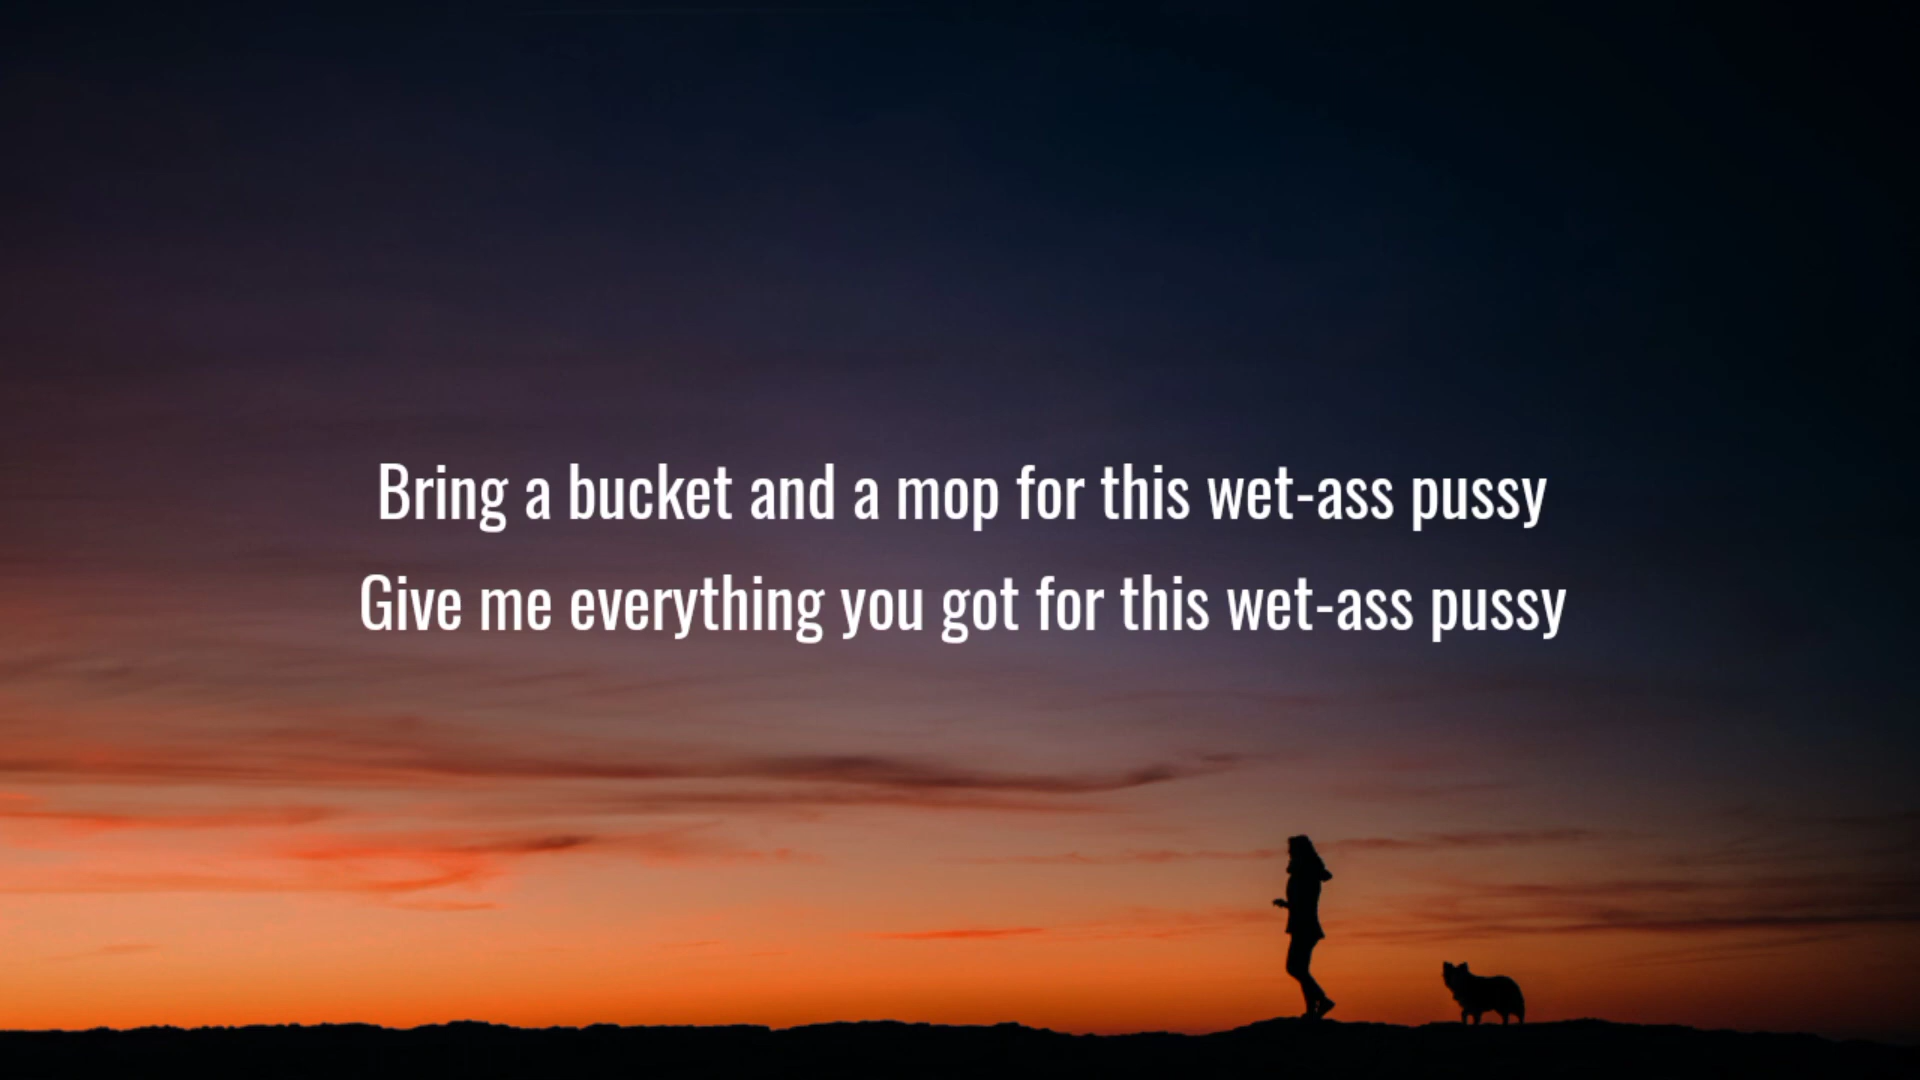 Bring a bucket and a mop for this wet-ass pussy
Give me everything you got for this wet-ass pussy